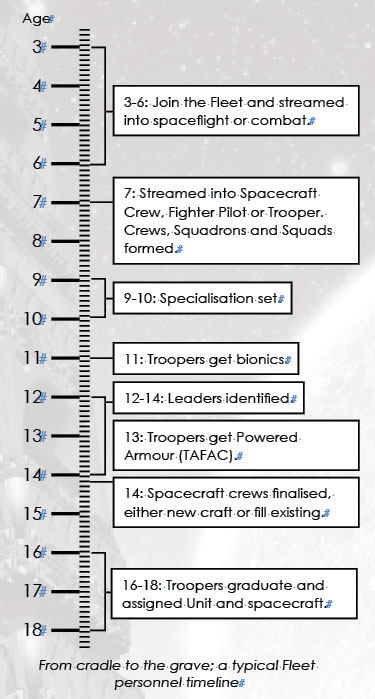 Age#
3#
4#
3-6: Join the Fleet and streamed
into spaceflight or combat.#
5#
6#
7#
7: Streamed into Spacecraft
Crew, Fighter Pilot or Trooper.
Crews, Squadrons and Squads
formed.#
8#
9#
9-10: Specialisation set#
10#
11#
11: Troopers get bionics#
12#
12-14: Leaders identified#
13#
13: Troopers get Powered
Armour (TAFAC).#
14#
14: Spacecraft crews finalised,
either new craft or fill existing.#
15#
16#
16-18: Troopers graduate and
assigned Unit and spacecraft.#
17#
18#
From cradle to the grave; a typical Fleet
personnel timeline#